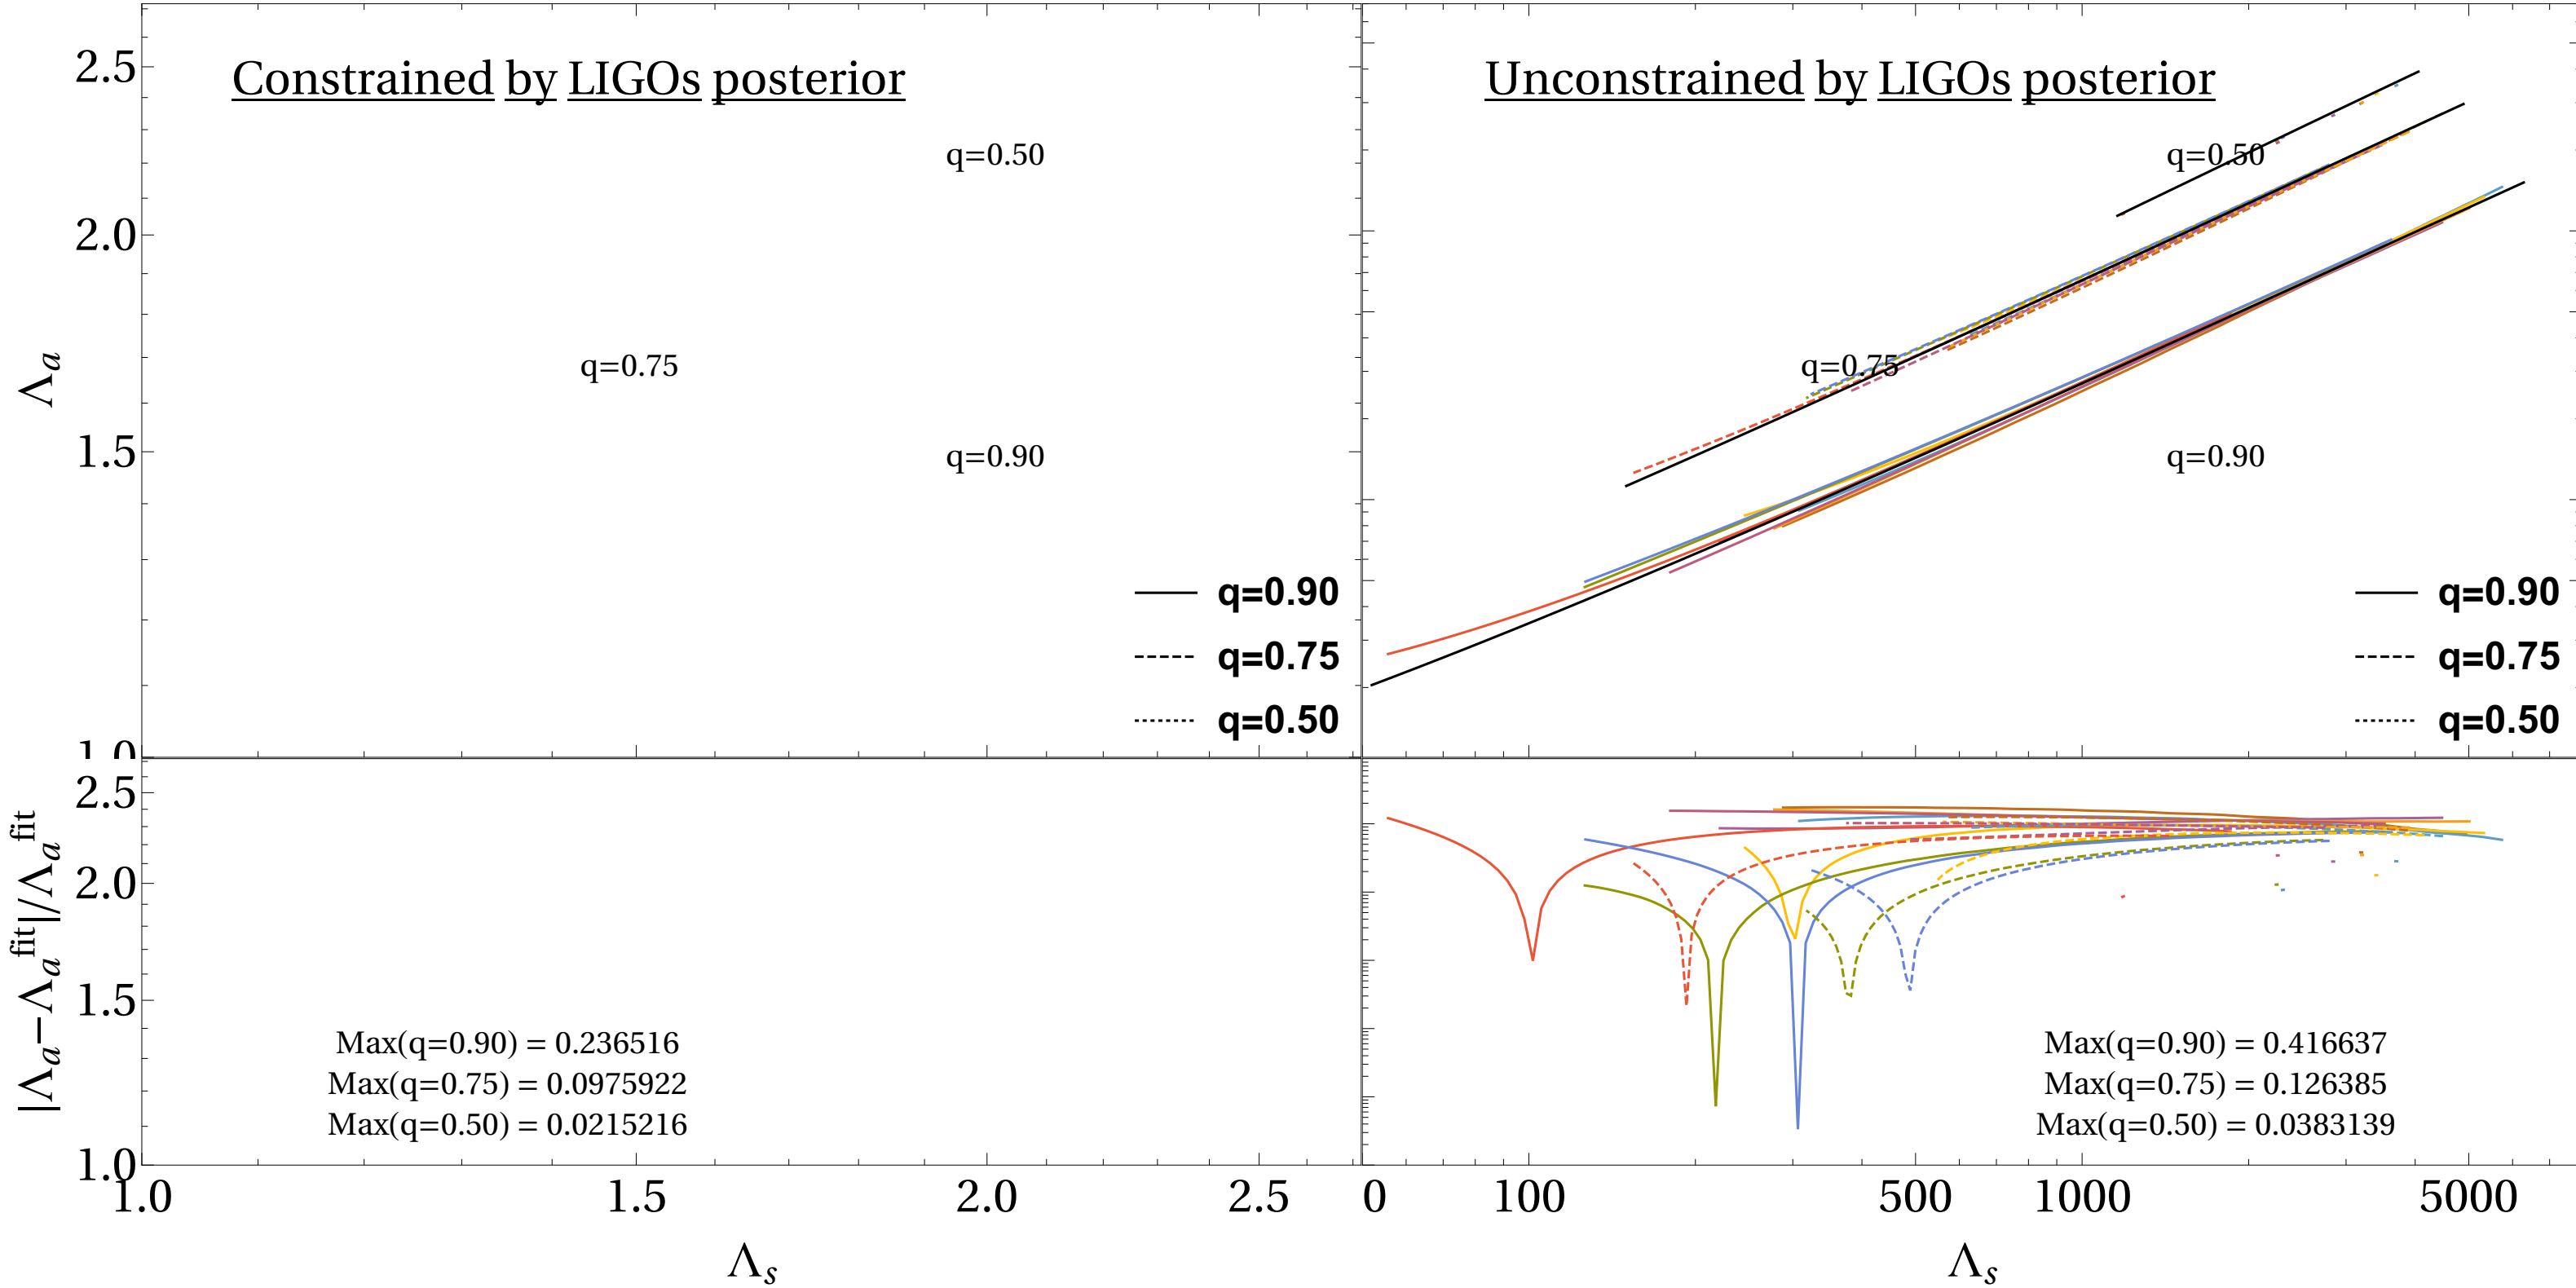 Constrained by LIGOs posterior
Unconstrained by LIGOs posterior
2.5
2.0
1.5
1.0
Λa
q=0.50
q=0.75
q=0.90
q=0.90
q=0.75
q=0.50
q=0.50
q=0.75
q=0.90
q=0.90
q=0.75
q=0.50
2.5
2.0
1.5
1.0
|Λa−Λa^fit|/Λa^fit
Max(q=0.90) = 0.236516
Max(q=0.75) = 0.0975922
Max(q=0.50) = 0.0215216
Max(q=0.90) = 0.416637
Max(q=0.75) = 0.126385
Max(q=0.50) = 0.0383139
1.0 1.5 2.0 2.5
0 100 500 1000 5000
Λs
Λs